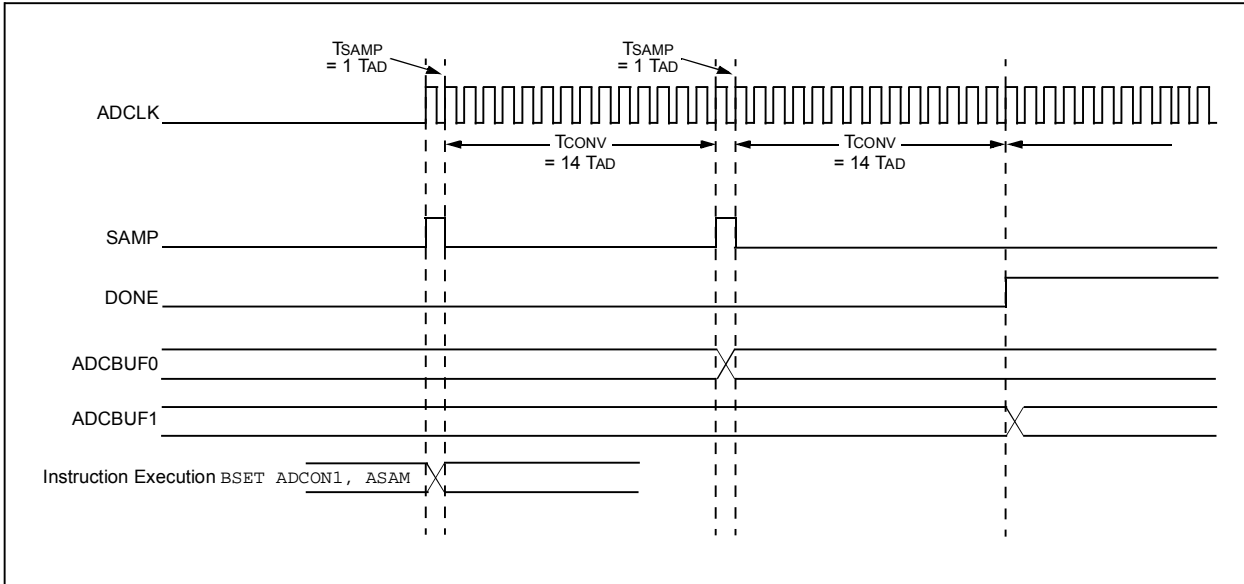 TSAMP
= 1 TAD
TSAMP
= 1 TAD
ADCLK
TCONV
= 14 TAD
TCONV
= 14 TAD
SAMP
DONE
ADCBUF0
ADCBUF1
Instruction Execution BSET ADCON1, ASAM